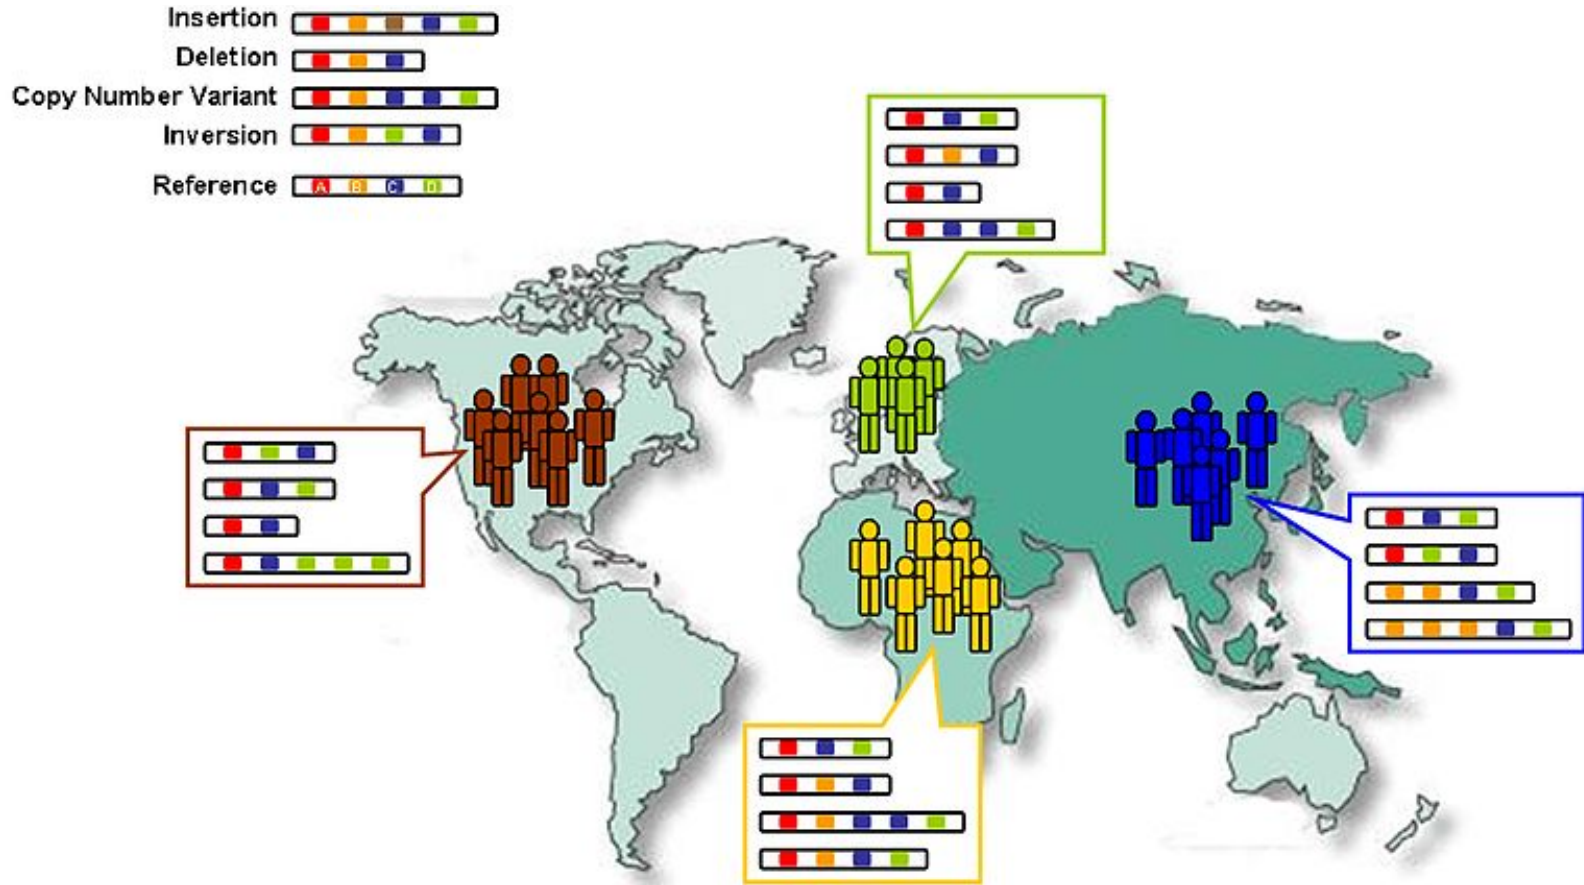 Insertion
Deletion
Copy Number Variant
Inversion
Reference A B C D